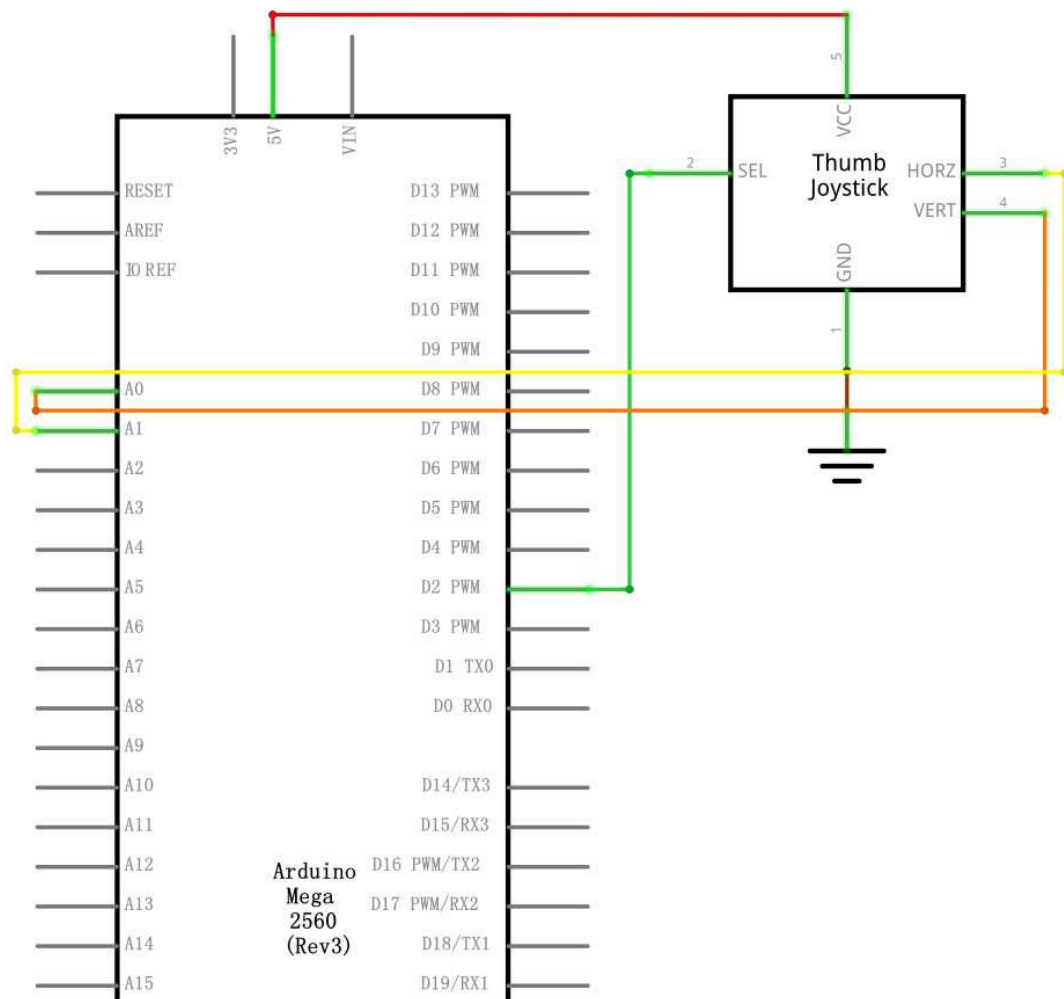 3V3
5V
VIN
RESET
AREF
IO REF
A0
A1
A2
A3
A4
A5
A6
A7
A8
A9
A10
A11
A12
A13
A14
A15
D13 PWM
D12 PWM
D11 PWM
D10 PWM
D9 PWM
D8 PWM
D7 PWM
D6 PWM
D5 PWM
D4 PWM
D2 PWM
D3 PWM
D1 TX0
D0 RX0
D14/TX3
D15/RX3
D16 PWM/TX2
D17 PWM/RX2
D18/TX1
D19/RX1
Arduino
Mega
2560
(Rev3)
5
VCC
2
SEL
Thumb
Joystick
HORZ
3
VERT
4
GND
1